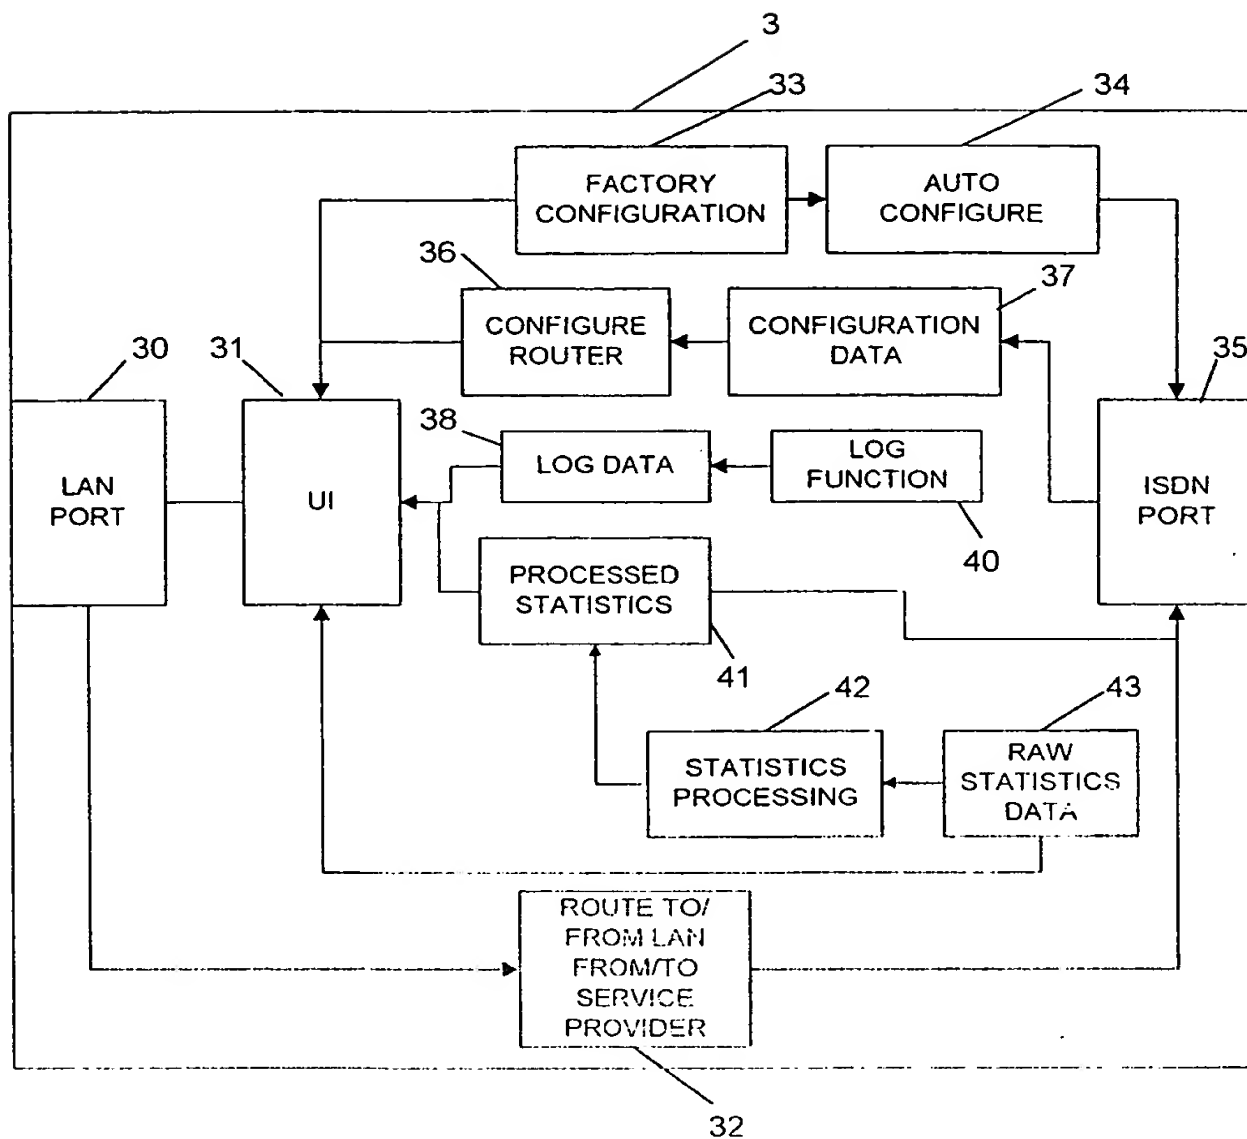 3
33
34
FACTORY
CONFIGURATION
AUTO
CONFIGURE
36
37
CONFIGURE
ROUTER
CONFIGURATION
DATA
30
31
35
38
LAN
PORT
UI
LOG DATA
LOG
FUNCTION
ISDN
PORT
40
PROCESSED
STATISTICS
41
42
43
STATISTICS
PROCESSING
RAW
STATISTICS
DATA
ROUTE TO/
FROM LAN
FROM/TO
SERVICE
PROVIDER
32